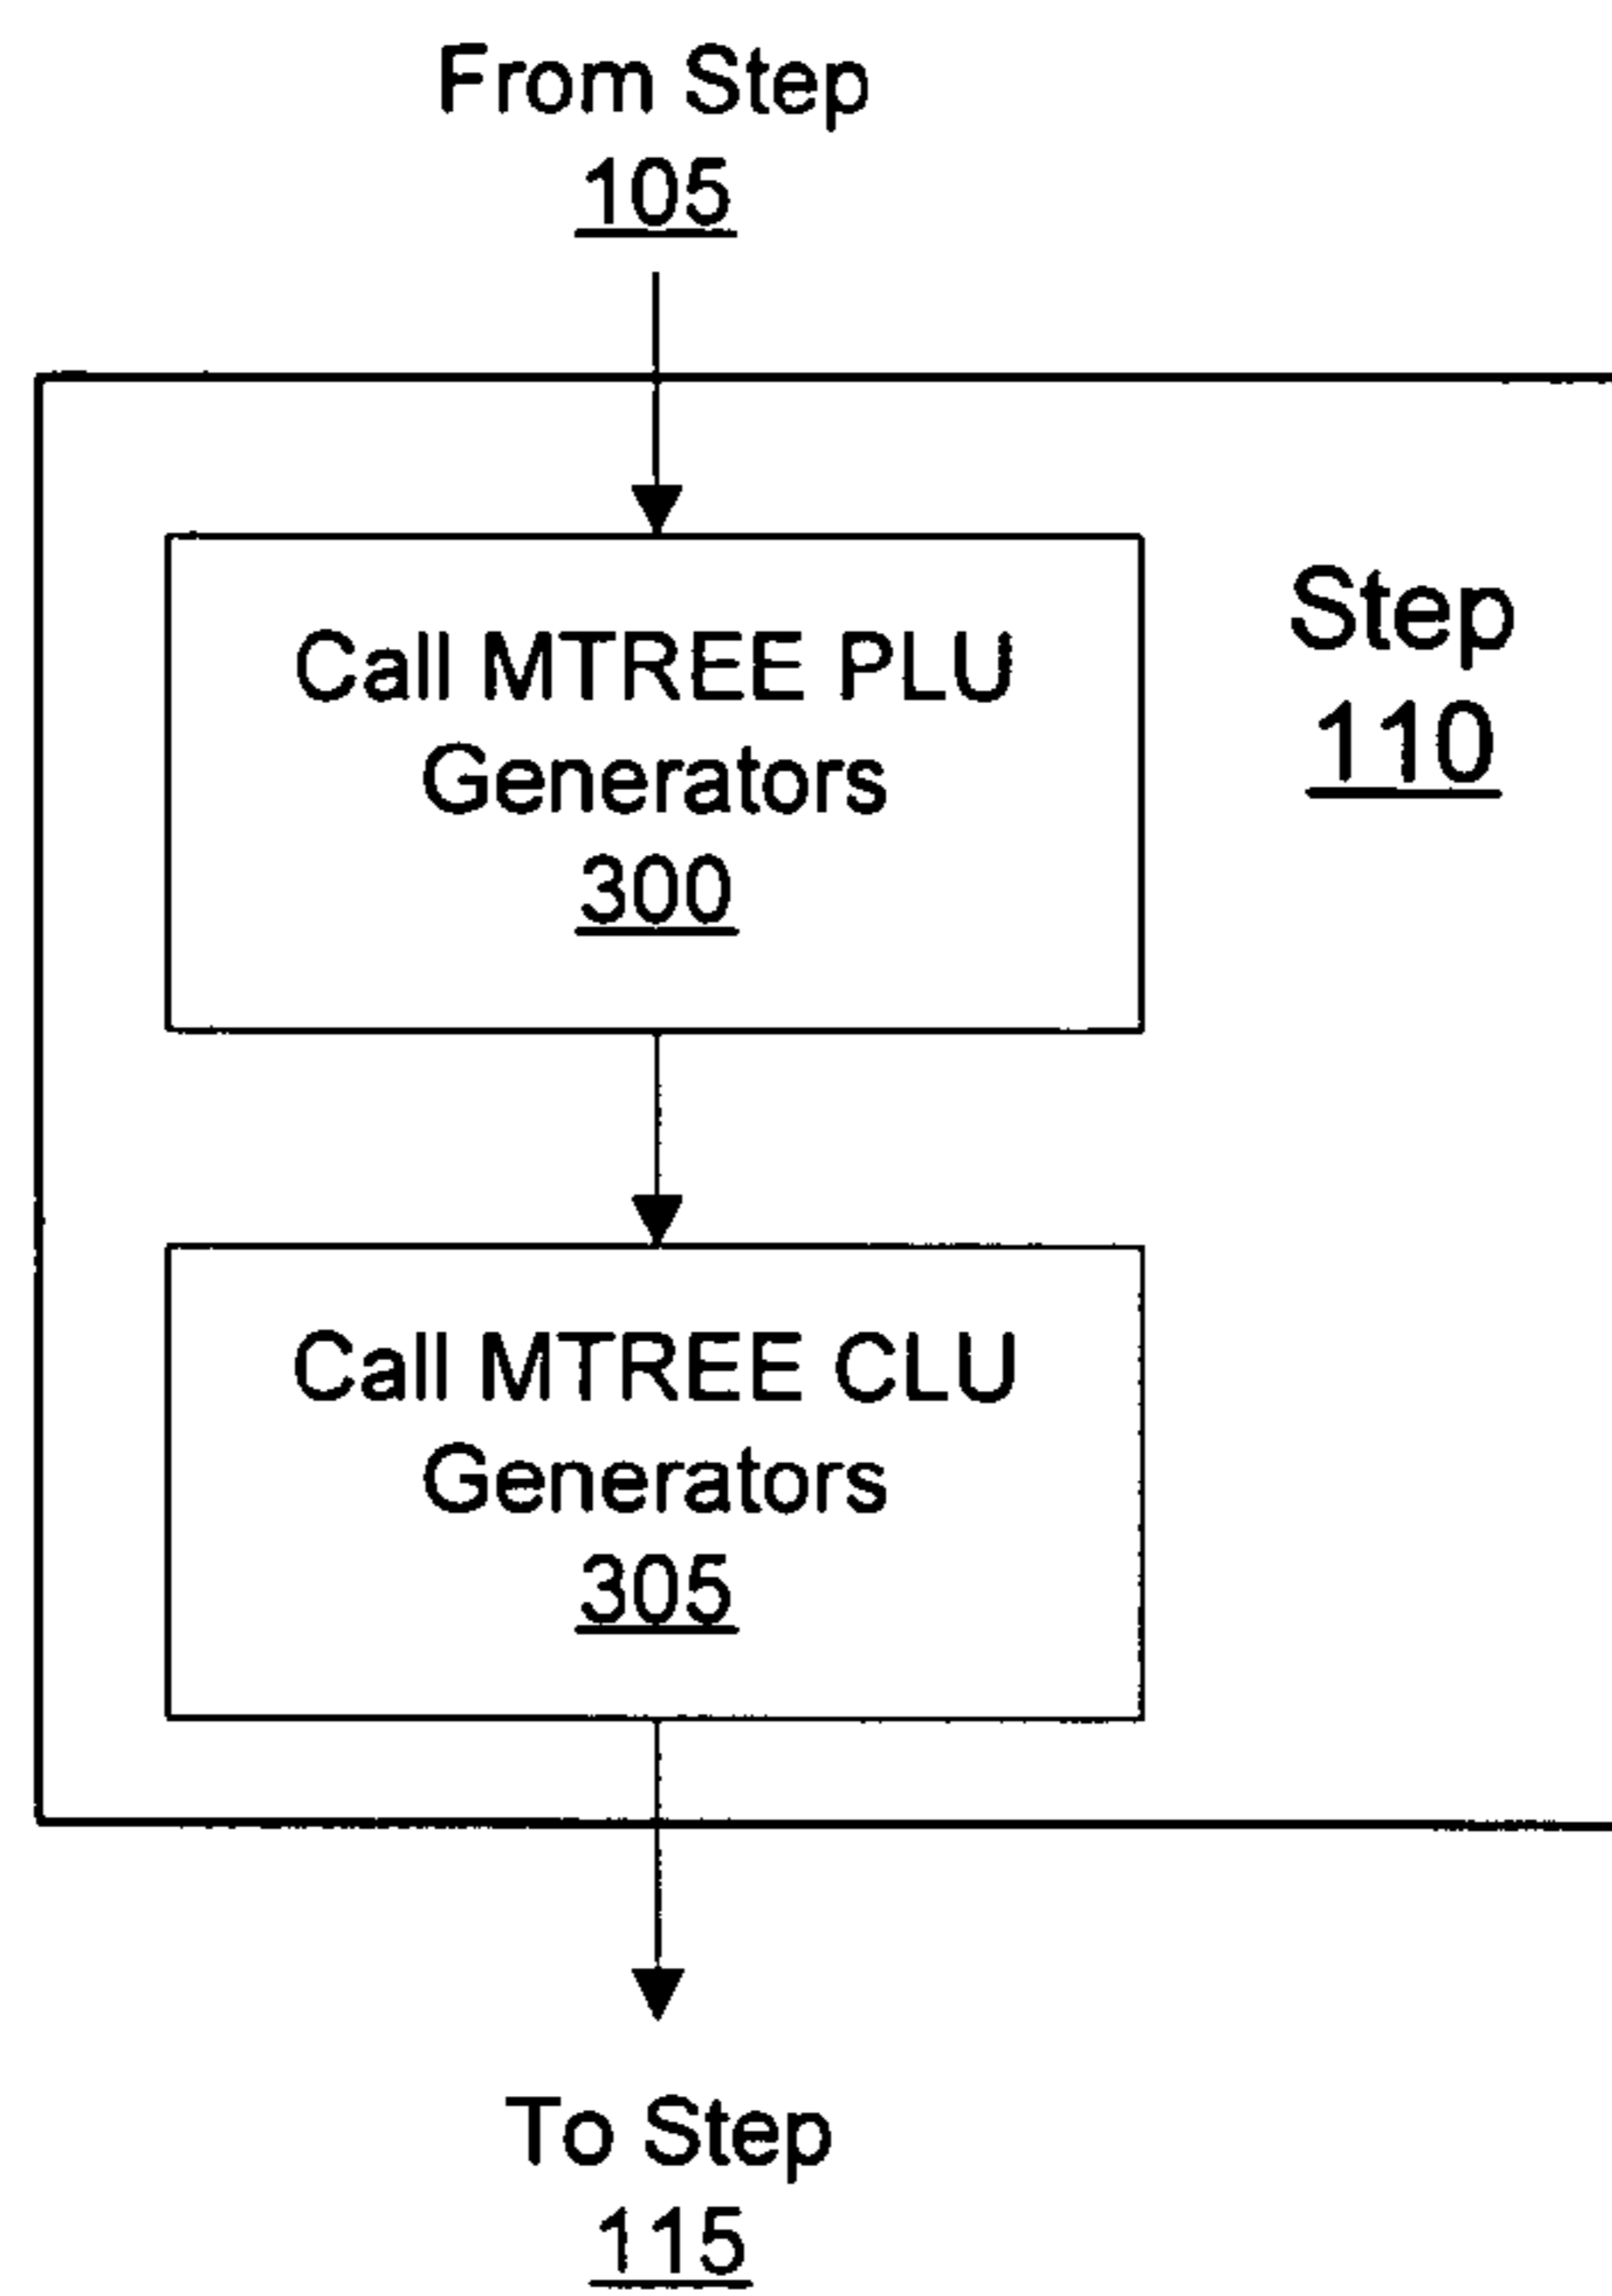 From Step
105
Call MTREE PLU
Generators
300
Step
110
Call MTREE CLU
Generators
305
To Step
115